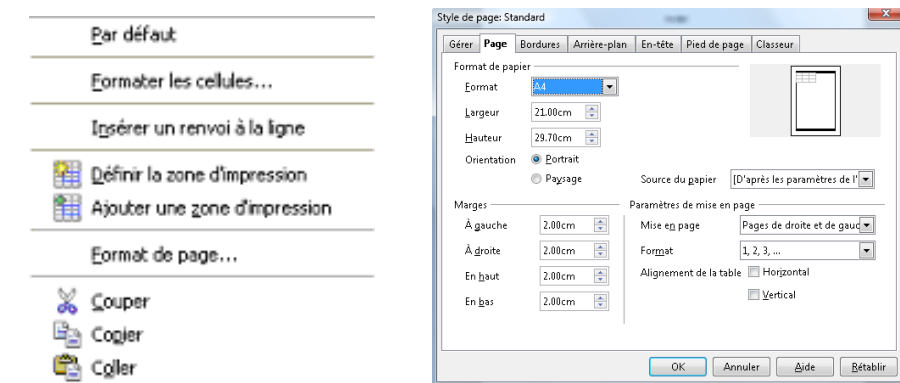 Par défaut
Formater les cellules...
Insérer un renvoi à la ligne
Définir la zone d'impression
Ajouter une zone d'impression
Format de page...
Couper
Copier
Coller
Style de page: Standard
Gérer Page Bordures Arrière-plan En-tête Pied de page Classeur
Format de papier
Format A4
Largeur 21.00cm
Hauteur 29.70cm
Orientation Portrait
Paysage Source du papier [D'après les paramètres de l'
Marges Paramètres de mise en page
À gauche 2.00cm Mise en page Pages de droite et de gauc
À droite 2.00cm Format 1, 2, 3, ...
En haut 2.00cm Alignement de la table Horizontal
En bas 2.00cm Vertical
OK Annuler Aide Rétablir